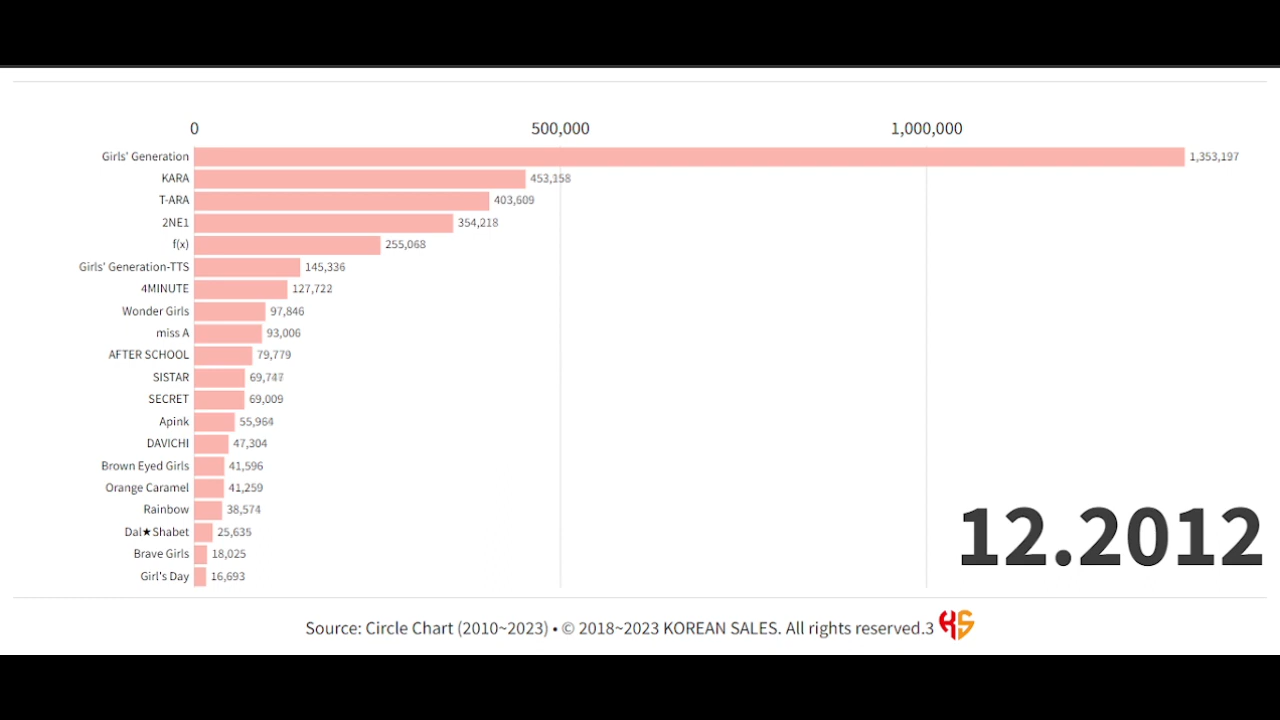 0 500,000 1,000,000
Girls' Generation 1,353,197
KARA 453,158
T-ARA 403,609
2NE1 354,218
f(x) 255,068
Girls' Generation-TTS 145,336
4MINUTE 127,722
Wonder Girls 97,846
miss A 93,006
AFTER SCHOOL 79,779
SISTAR 69,747
SECRET 69,009
Apink 55,964
DAVICHI 47,304
Brown Eyed Girls 41,596
Orange Caramel 41,259
Rainbow 38,574
Dal★Shabet 25,635
Brave Girls 18,025
Girl's Day 16,693
12.2012
Source: Circle Chart (2010~2023) • © 2018~2023 KOREAN SALES. All rights reserved.3 KS